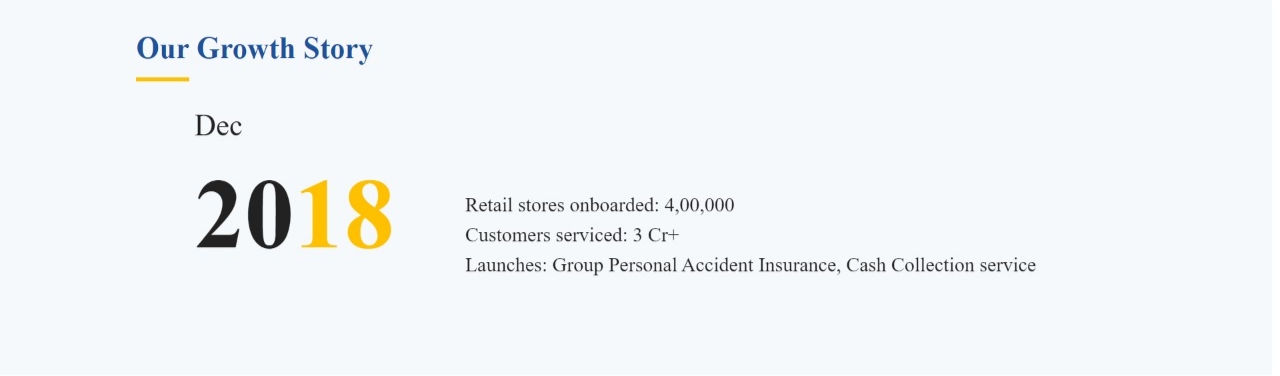 Our Growth Story
Dec
2018
Retail stores onboarded: 4,00,000
Customers serviced: 3 Cr+
Launches: Group Personal Accident Insurance, Cash Collection service